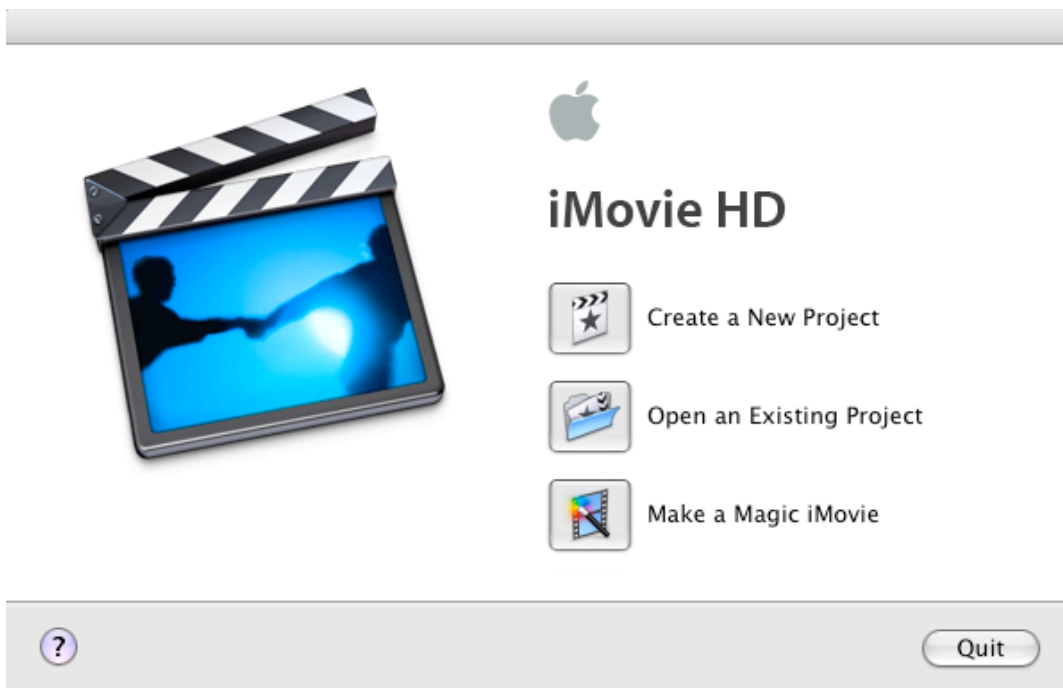 iMovie HD
Create a New Project
Open an Existing Project
Make a Magic iMovie
?
Quit